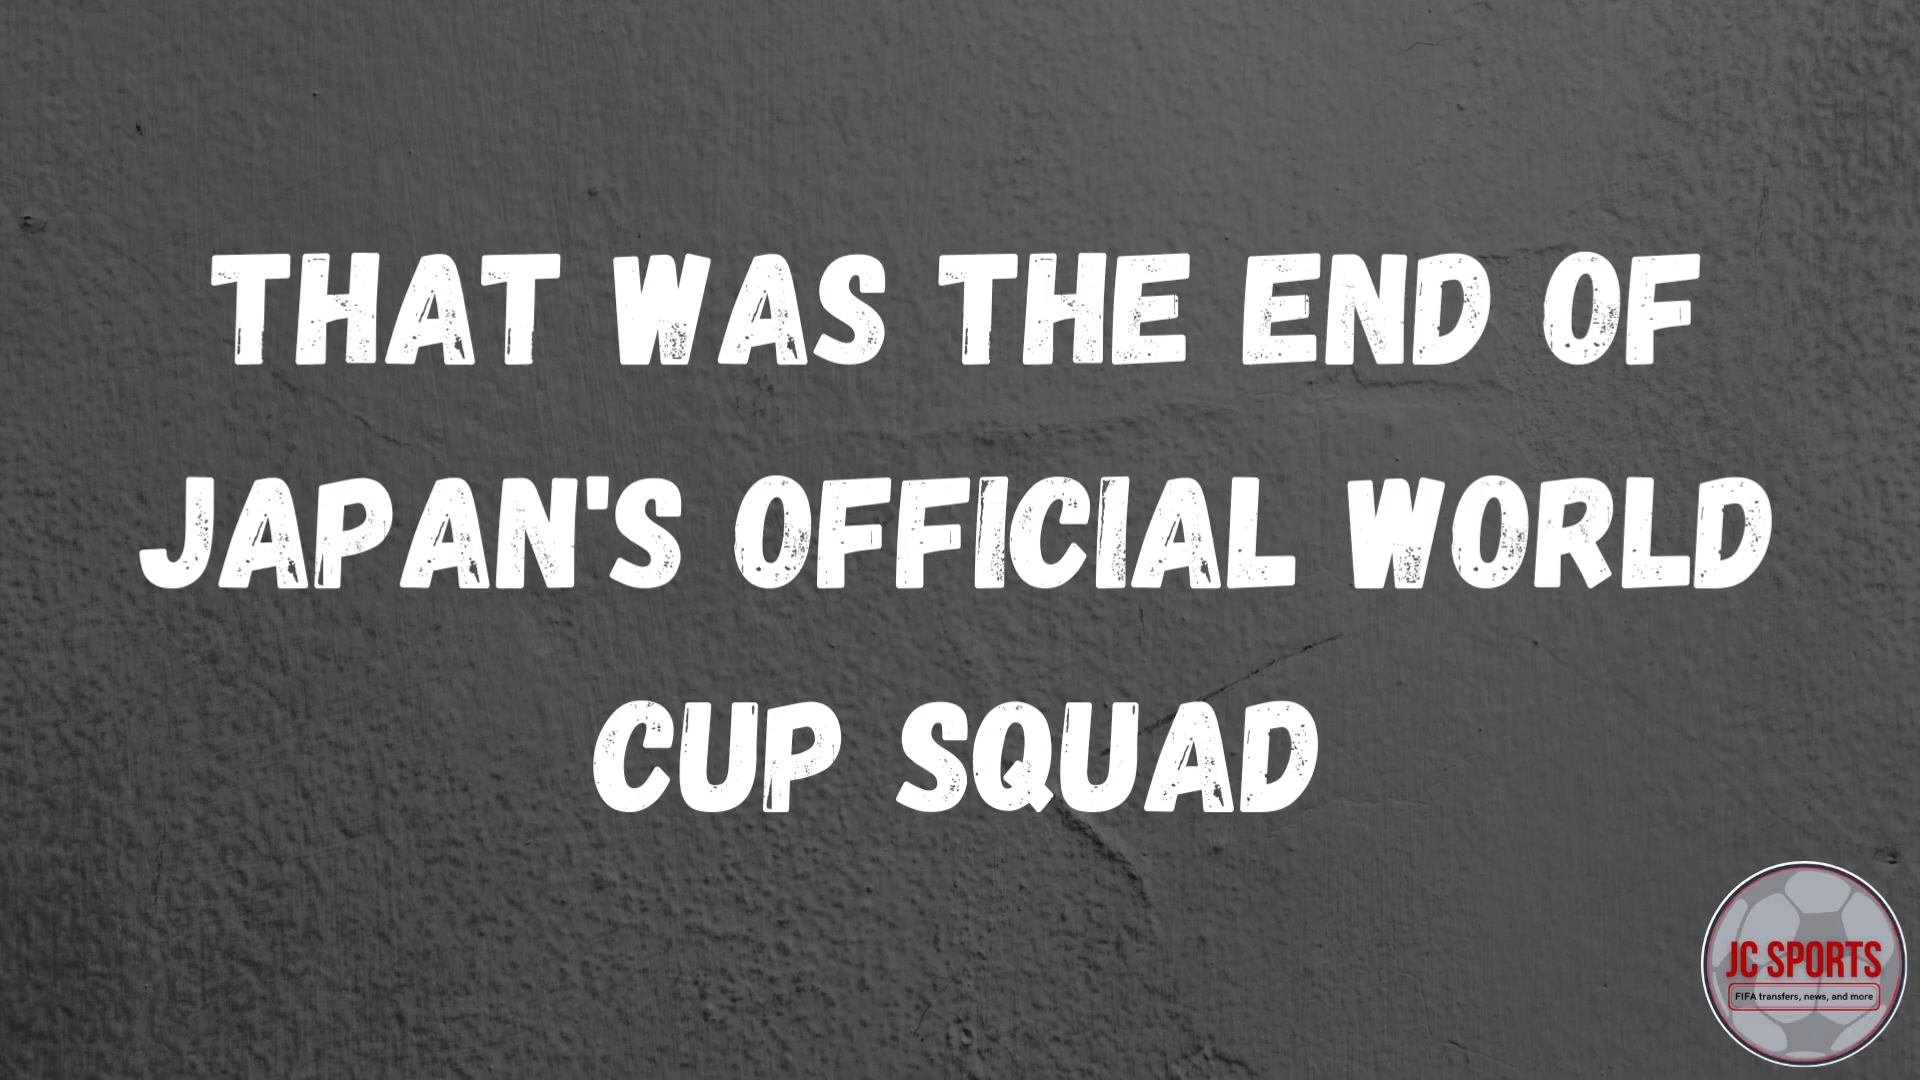 THAT WAS THE END OF
JAPAN'S OFFICIAL WORLD
CUP SQUAD
JC SPORTS
FIFA transfers, news, and more